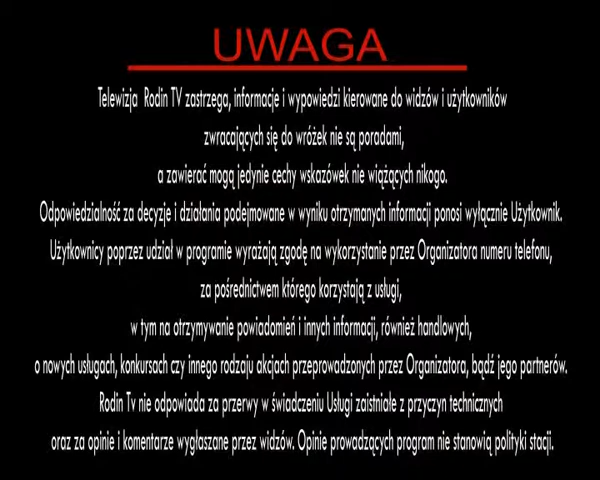 UWAGA
Telewizja Rodin TV zastrzega, informacje i wypowiedzi kierowane do widzów i użytkowników
zwracających się do wróżek nie są poradami,
a zawierać mogą jedynie cechy wskazówek nie wiążących nikogo.
Odpowiedzialność za decyzje i działania podejmowane w wyniku otrzymanych informacji ponosi wyłącznie Użytkownik.
Użytkownicy poprzez udział w programie wyrażają zgodę na wykorzystanie przez Organizatora numeru telefonu,
za pośrednictwem którego korzystają z usługi,
w tym na otrzymywanie powiadomień i innych informacji, również handlowych,
o nowych usługach, konkursach czy innego rodzaju akcjach przeprowadzonych przez Organizatora, bądź jego partnerów.
Rodin Tv nie odpowiada za przerwy w świadczeniu Usługi zaistniałe z przyczyn technicznych
oraz za opinie i komentarze wygłaszane przez widzów. Opinie prowadzących program nie stanowią polityki stacji.